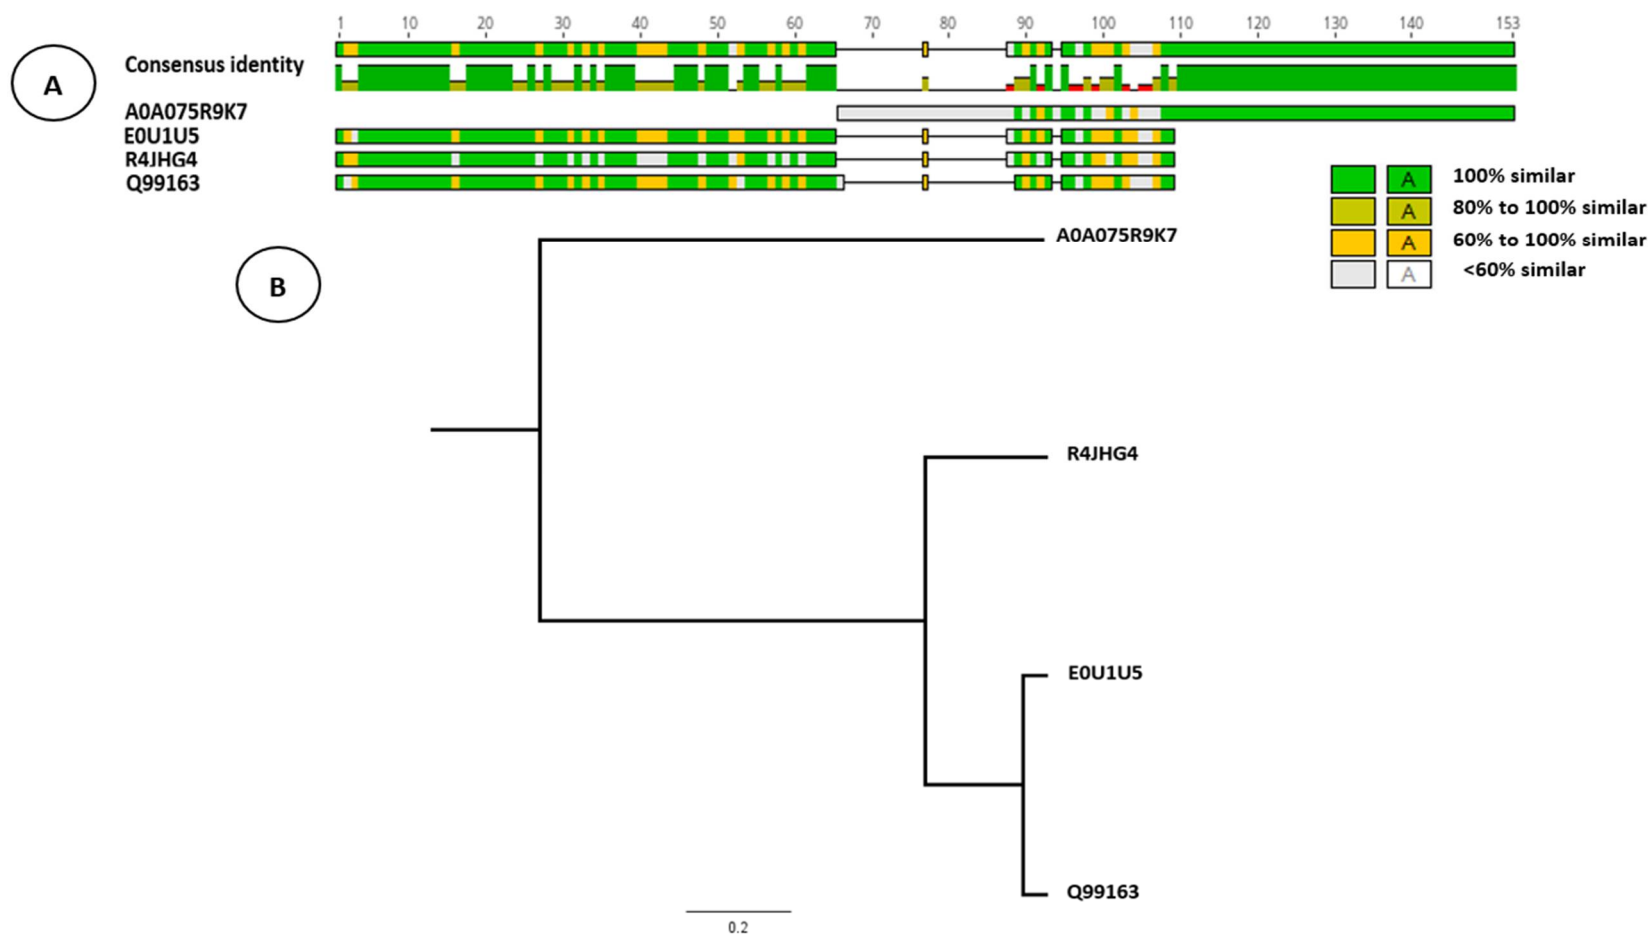 1 10 20 30 40 50 60 70 80 90 100 110 120 130 140 153
A
Consensus identity
A0A075R9K7
E0U1U5
R4JHG4
Q99163
A 100% similar
A 80% to 100% similar
A 60% to 100% similar
A <60% similar
B
A0A075R9K7
R4JHG4
E0U1U5
Q99163
0.2